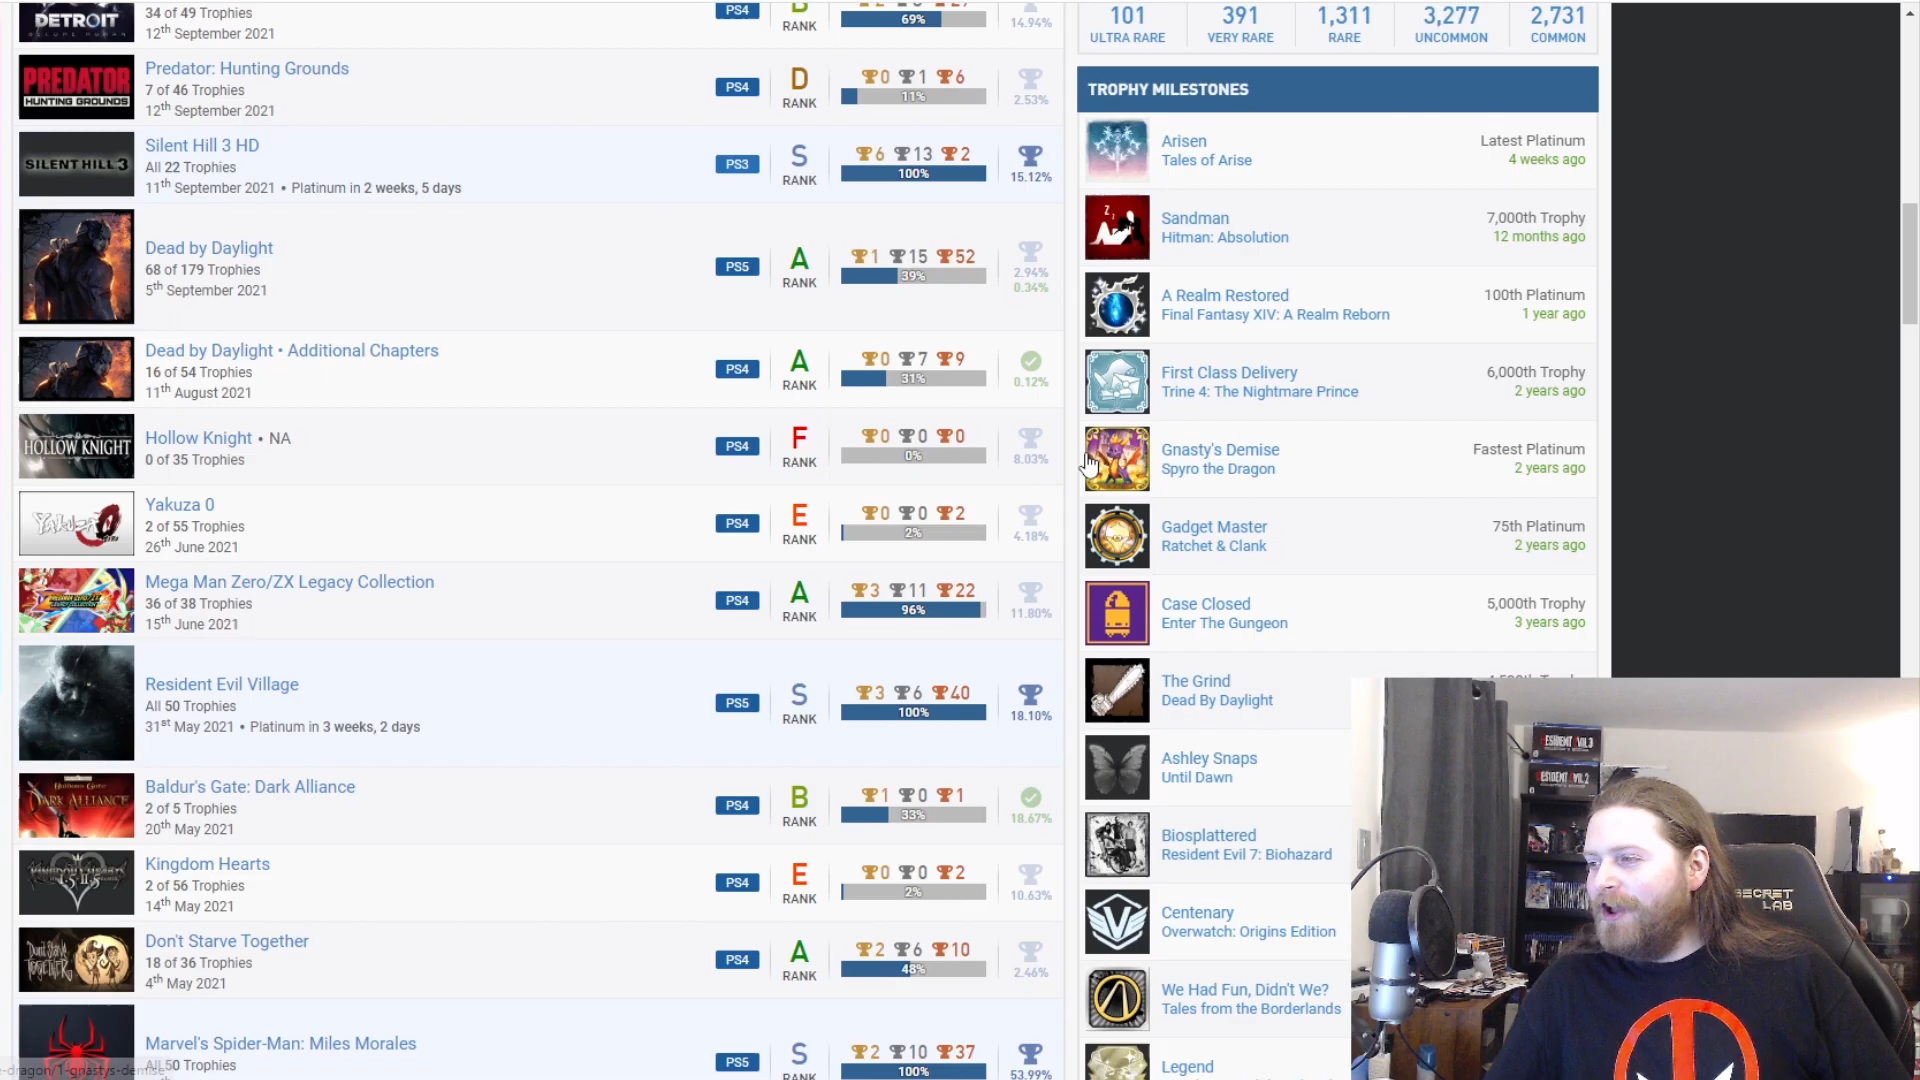 DETROIT
34 of 49 Trophies
12th September 2021
PS4
B
RANK
69%
14.94%
PREDATOR
HUNTING GROUNDS
Predator: Hunting Grounds
7 of 46 Trophies
12th September 2021
PS4
D
RANK
0 1 6
11%
2.53%
SILENT HILL 3
Silent Hill 3 HD
All 22 Trophies
11th September 2021 • Platinum in 2 weeks, 5 days
PS3
S
RANK
6 13 2
100%
15.12%
Dead by Daylight
68 of 179 Trophies
5th September 2021
PS5
A
RANK
1 15 52
39%
2.94%
0.34%
Dead by Daylight • Additional Chapters
16 of 54 Trophies
11th August 2021
PS4
A
RANK
0 7 9
31%
0.12%
HOLLOW KNIGHT
Hollow Knight • NA
0 of 35 Trophies
PS4
F
RANK
0 0 0
0%
8.03%
Yakuza 0
2 of 55 Trophies
26th June 2021
PS4
E
RANK
0 0 2
2%
4.18%
Mega Man Zero/ZX Legacy Collection
36 of 38 Trophies
15th June 2021
PS4
A
RANK
3 11 22
96%
11.80%
Resident Evil Village
All 50 Trophies
31st May 2021 • Platinum in 3 weeks, 2 days
PS5
S
RANK
3 6 40
100%
18.10%
DARK ALLIANCE
Baldur's Gate: Dark Alliance
2 of 5 Trophies
20th May 2021
PS4
B
RANK
1 0 1
33%
18.67%
Kingdom Hearts
2 of 56 Trophies
14th May 2021
PS4
E
RANK
0 0 2
2%
10.63%
Don't Starve
TOGETHER
Don't Starve Together
18 of 36 Trophies
4th May 2021
PS4
A
RANK
2 6 10
48%
2.46%
Marvel's Spider-Man: Miles Morales
All 50 Trophies
PS5
S
RANK
2 10 37
100%
53.99%
e-dragon/1-gnastys-demise
101 391 1,311 3,277 2,731
ULTRA RARE VERY RARE RARE UNCOMMON COMMON
TROPHY MILESTONES
Arisen
Tales of Arise
Latest Platinum
4 weeks ago
Sandman
Hitman: Absolution
7,000th Trophy
12 months ago
A Realm Restored
Final Fantasy XIV: A Realm Reborn
100th Platinum
1 year ago
First Class Delivery
Trine 4: The Nightmare Prince
6,000th Trophy
2 years ago
Gnasty's Demise
Spyro the Dragon
Fastest Platinum
2 years ago
Gadget Master
Ratchet & Clank
75th Platinum
2 years ago
Case Closed
Enter The Gungeon
5,000th Trophy
3 years ago
The Grind
Dead By Daylight
Ashley Snaps
Until Dawn
Biosplattered
Resident Evil 7: Biohazard
Centenary
Overwatch: Origins Edition
We Had Fun, Didn't We?
Tales from the Borderlands
Legend
RESIDENT EVIL 3
RESIDENT EVIL 2
SECRET
LAB